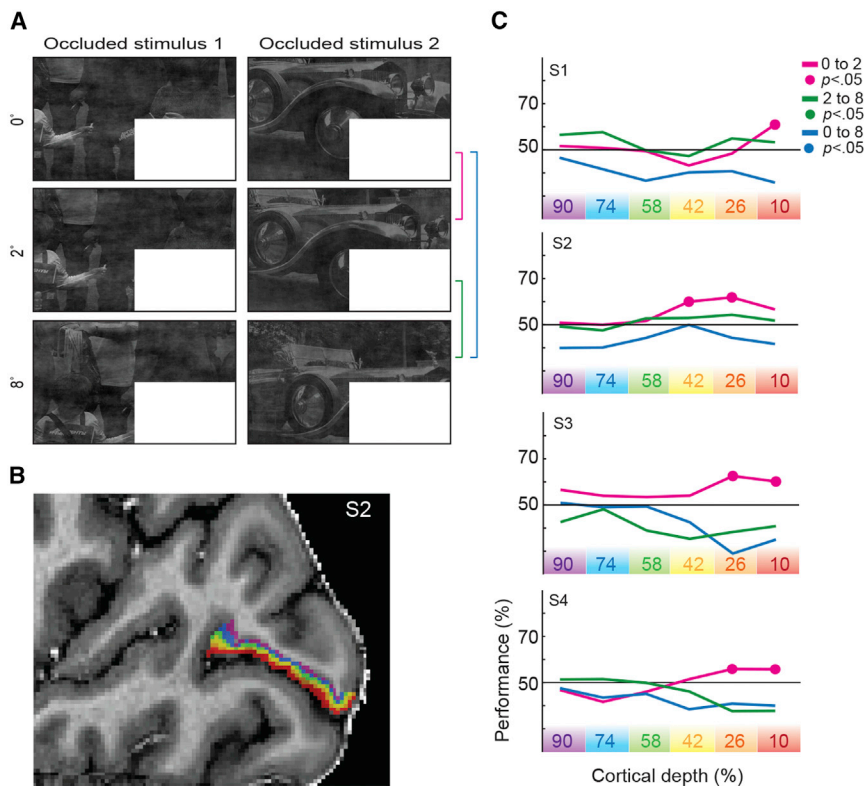 A
Occluded stimulus 1
Occluded stimulus 2
0°
2°
8°
B
S2
C
S1
70
50
90 74 58 42 26 10
0 to 2
p<.05
2 to 8
p<.05
0 to 8
p<.05
S2
70
50
90 74 58 42 26 10
S3
70
50
90 74 58 42 26 10
S4
70
50
90 74 58 42 26 10
Performance (%)
Cortical depth (%)